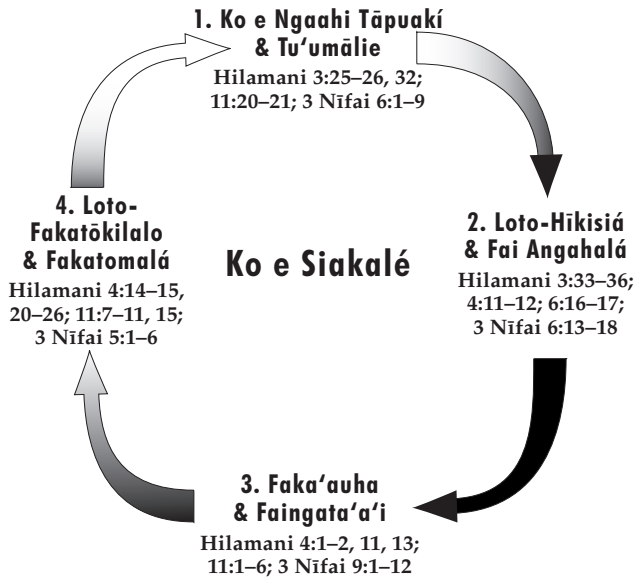 1. Ko e Ngaahi Tāpuakí
& Tu‘umālie
Hilamani 3:25–26, 32;
11:20–21; 3 Nīfai 6:1–9
2. Loto-Hīkisiá
& Fai Angahalá
Hilamani 3:33–36;
4:11–12; 6:16–17;
3 Nīfai 6:13–18
3. Faka‘auha
& Faingata‘a‘i
Hilamani 4:1–2, 11, 13;
11:1–6; 3 Nīfai 9:1–12
4. Loto-
Fakatōkilalo
& Fakatomalá
Hilamani 4:14–15,
20–26; 11:7–11, 15;
3 Nīfai 5:1–6
Ko e Siakalé